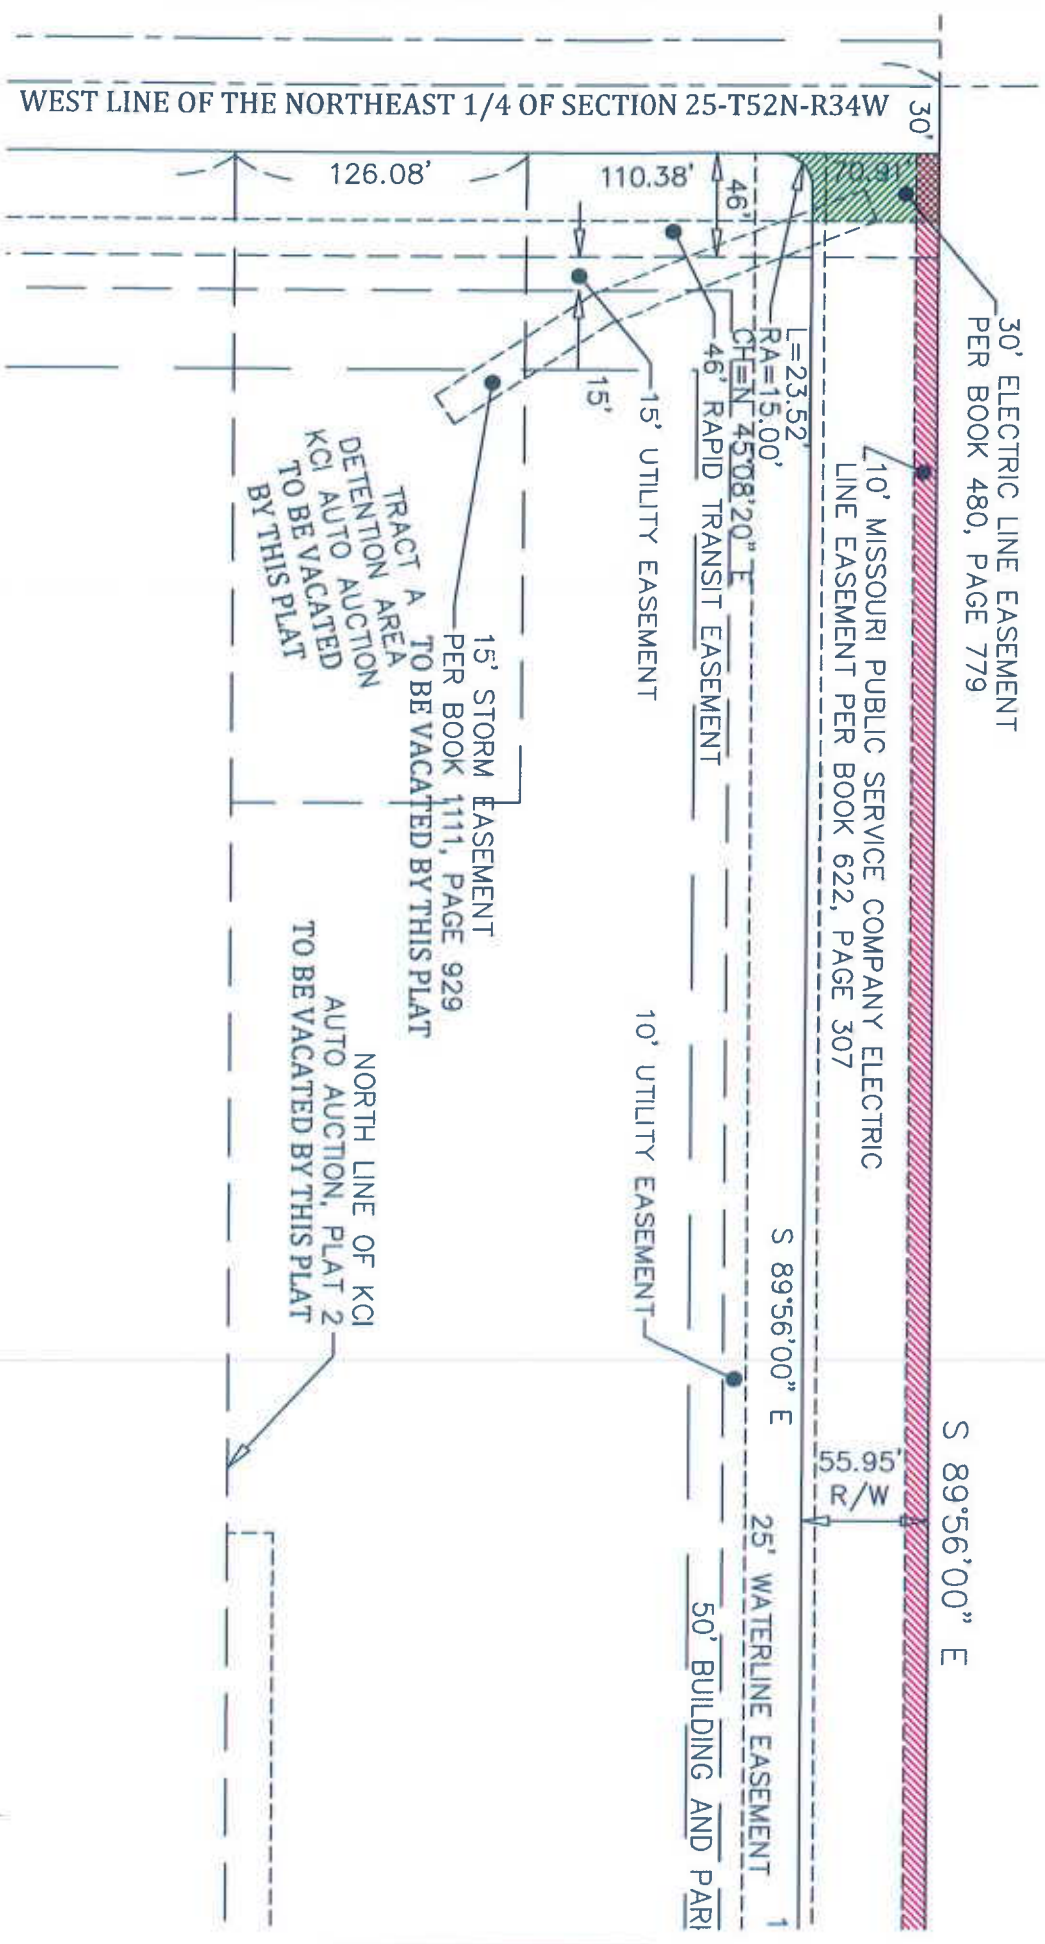 WEST LINE OF THE NORTHEAST 1/4 OF SECTION 25-T52N-R34W
30'
126.08'
110.38'
46'
70.91'
30' ELECTRIC LINE EASEMENT
PER BOOK 480, PAGE 779
10' MISSOURI PUBLIC SERVICE COMPANY ELECTRIC
LINE EASEMENT PER BOOK 622, PAGE 307
L=23.52'
RA=15.00'
CH=N 45°08'20" E
46' RAPID TRANSIT EASEMENT
15' UTILITY EASEMENT
15'
15' STORM EASEMENT
PER BOOK 1111, PAGE 929
TO BE VACATED BY THIS PLAT
TRACT A
DETENTION AREA
KCI AUTO AUCTION
TO BE VACATED
BY THIS PLAT
NORTH LINE OF KCI
AUTO AUCTION, PLAT 2
TO BE VACATED BY THIS PLAT
10' UTILITY EASEMENT
S 89°56'00" E
55.95'
R/W
S 89°56'00" E
25' WATERLINE EASEMENT
1
50' BUILDING AND PAR